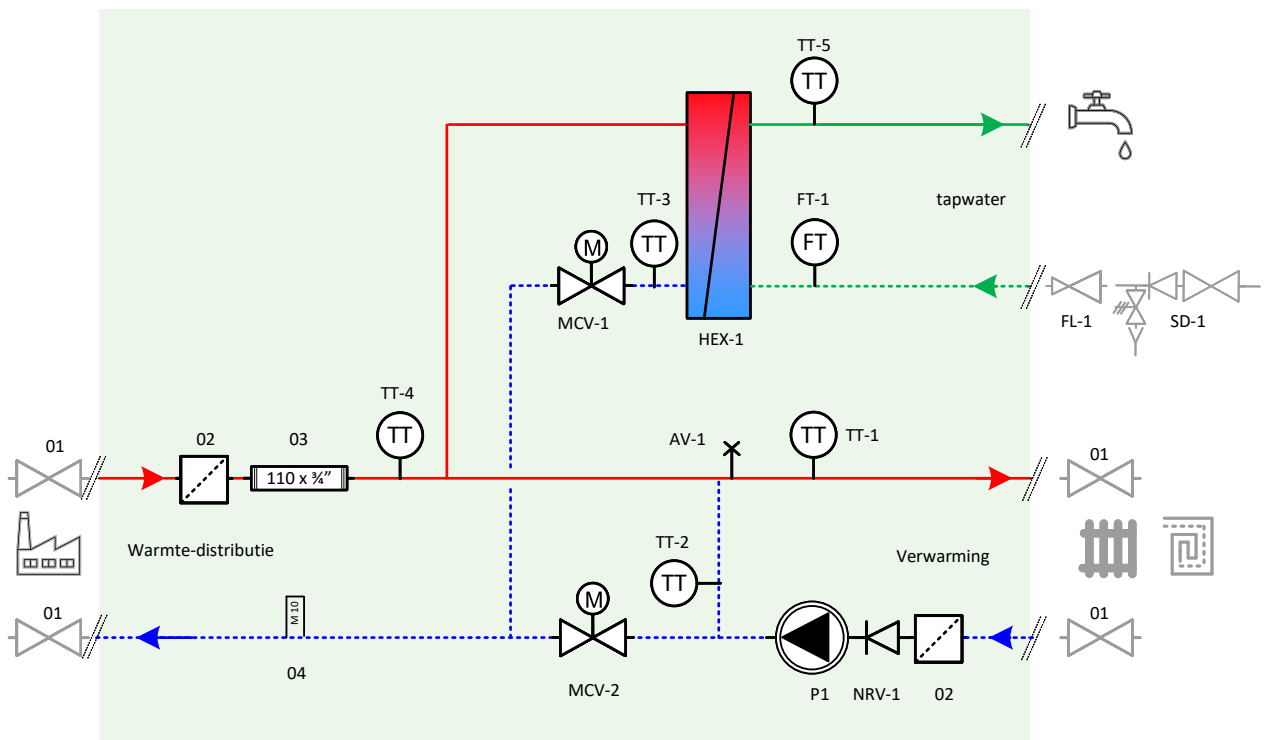 TT-5
TT
TT-3
FT-1
tapwater
TT
FT
M
MCV-1
HEX-1
FL-1
SD-1
TT-4
01
02
03
TT
AV-1
TT
TT-1
01
110 x ¾”
Warmte-distributie
TT-2
Verwarming
TT
01
M 10
M
01
04
MCV-2
P1
NRV-1
02